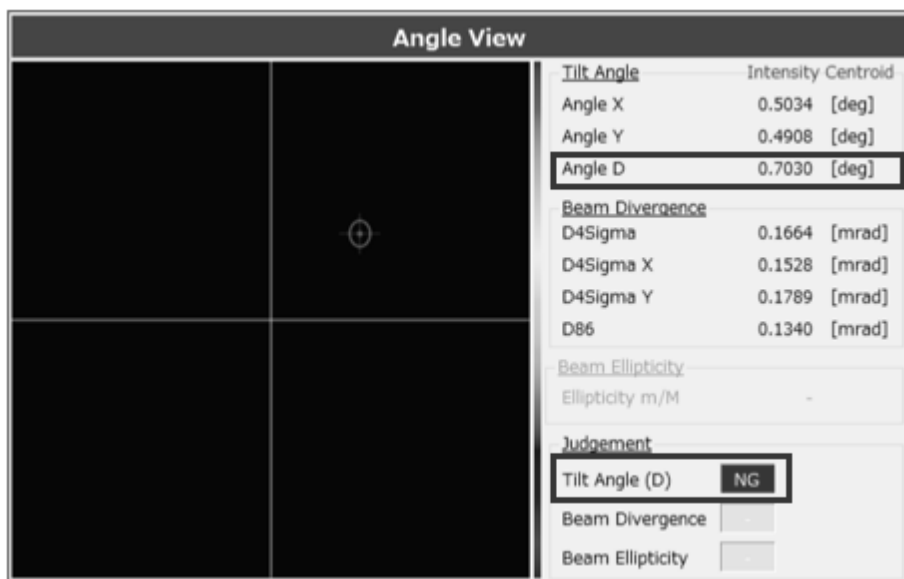 Angle View
Tilt Angle Intensity Centroid
Angle X 0.5034 [deg]
Angle Y 0.4908 [deg]
Angle D 0.7030 [deg]
Beam Divergence
D4Sigma 0.1664 [mrad]
D4Sigma X 0.1528 [mrad]
D4Sigma Y 0.1789 [mrad]
D86 0.1340 [mrad]
Beam Ellipticity
Ellipticity m/M -
Judgement
Tilt Angle (D) NG
Beam Divergence -
Beam Ellipticity -